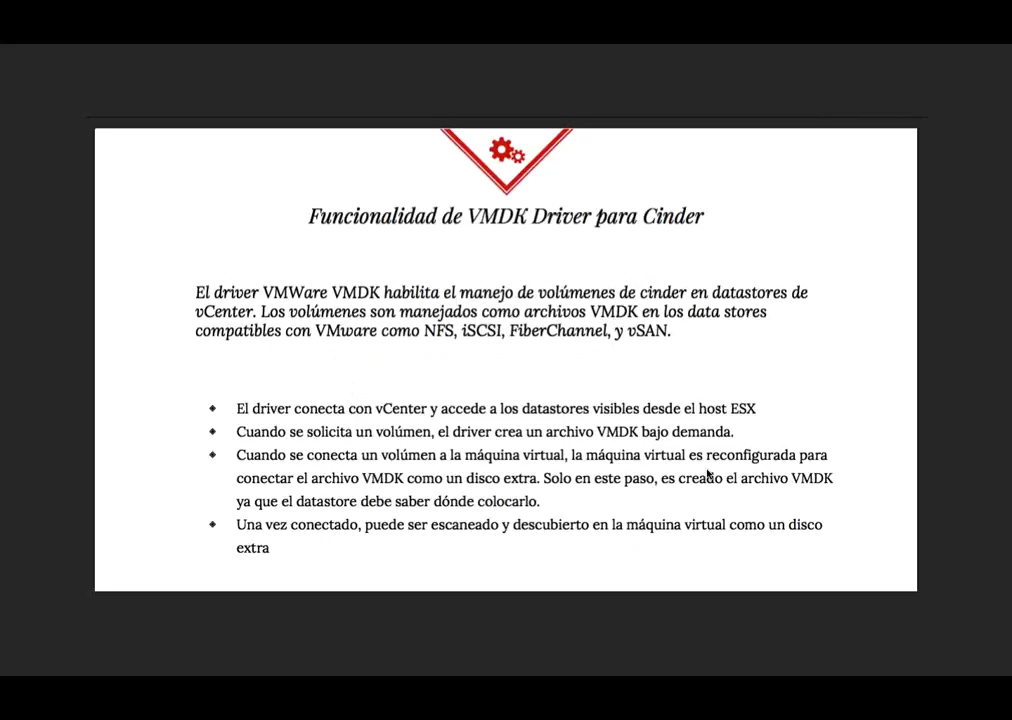 Funcionalidad de VMDK Driver para Cinder
El driver VMWare VMDK habilita el manejo de volúmenes de cinder en datastores de
vCenter. Los volúmenes son manejados como archivos VMDK en los data stores
compatibles con VMware como NFS, iSCSI, FiberChannel, y vSAN.
El driver conecta con vCenter y accede a los datastores visibles desde el host ESX
Cuando se solicita un volúmen, el driver crea un archivo VMDK bajo demanda.
Cuando se conecta un volúmen a la máquina virtual, la máquina virtual es reconfigurada para
conectar el archivo VMDK como un disco extra. Solo en este paso, es creado el archivo VMDK
ya que el datastore debe saber dónde colocarlo.
Una vez conectado, puede ser escaneado y descubierto en la máquina virtual como un disco
extra